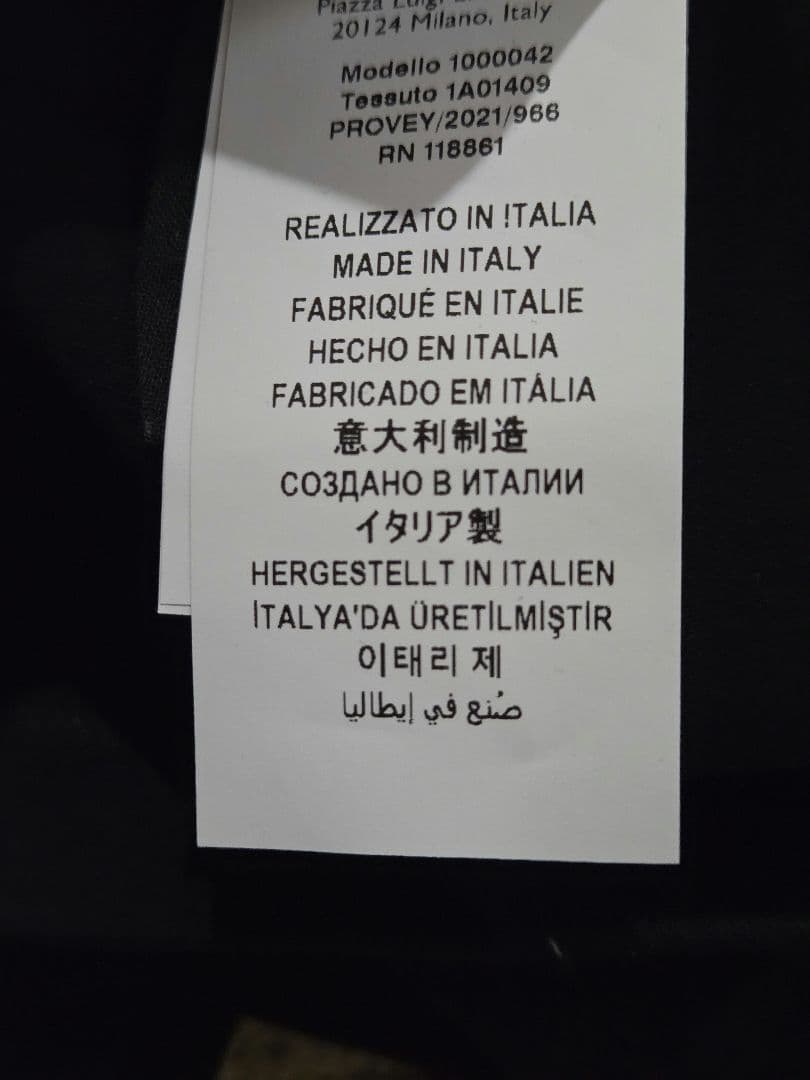 Piazza Luigi
20124 Milano, Italy
Modello 1000042
Tessuto 1A01409
PROVEY/2021/966
RN 118861
REALIZZATO IN ITALIA
MADE IN ITALY
FABRIQUÉ EN ITALIE
HECHO EN ITALIA
FABRICADO EM ITÁLIA
意大利制造
СОЗДАНО В ИТАЛИИ
イタリア製
HERGESTELLT IN ITALIEN
İTALYA'DA ÜRETİLMİŞTİR
이태리 제
صُنع في إيطاليا